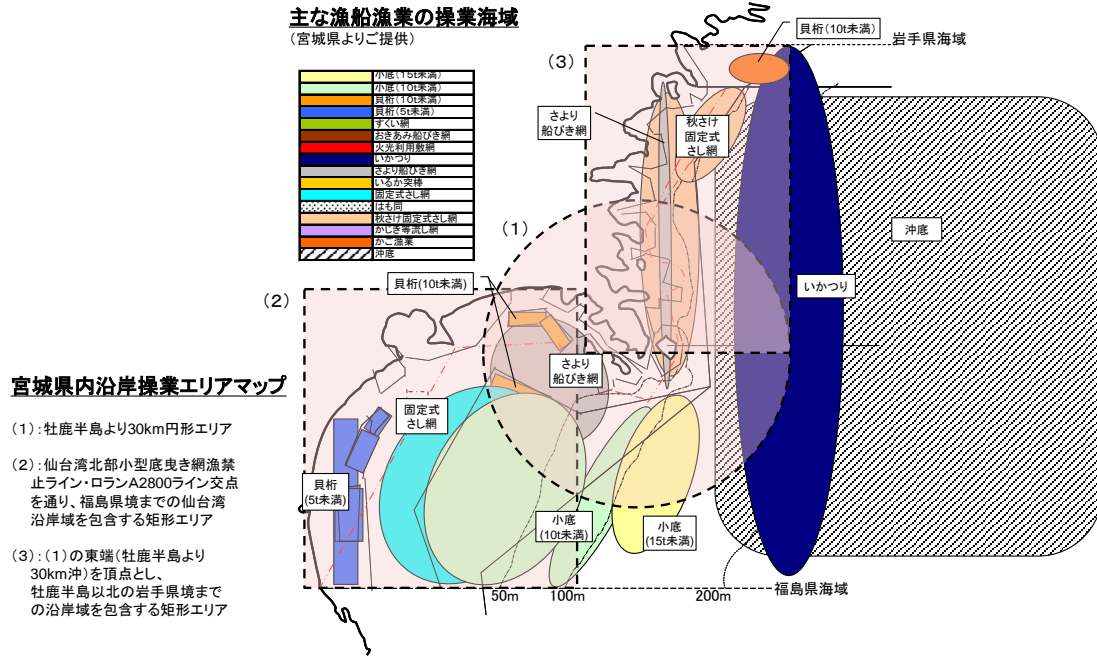 主な漁船漁業の操業海域
(宮城県よりご提供)
小底(15t未満)
小底(10t未満)
貝桁(10t未満)
貝桁(5t未満)
すくい網
おきあみ船びき網
火光利用敷網
いかつり
さより船びき網
いるか突棒
固定式さし網
はも同
秋さけ固定式さし網
かじき等流し網
かご漁業
沖底
貝桁(10t未満)
岩手県海域
(3)
さより
船びき網
秋さけ
固定式
さし網
(1)
沖底
いかつり
(2)
貝桁(10t未満)
さより
船びき網
固定式
さし網
貝桁
(5t未満)
小底
(10t未満)
小底
(15t未満)
50m
100m
200m
福島県海域
宮城県内沿岸操業エリアマップ
(1):牡鹿半島より30km円形エリア
(2):仙台湾北部小型底曳き網漁禁
止ライン・ロランA2800ライン交点
を通り、福島県境までの仙台湾
沿岸域を包含する矩形エリア
(3):(1)の東端(牡鹿半島より
30km沖)を頂点とし、
牡鹿半島以北の岩手県境まで
の沿岸域を包含する矩形エリア